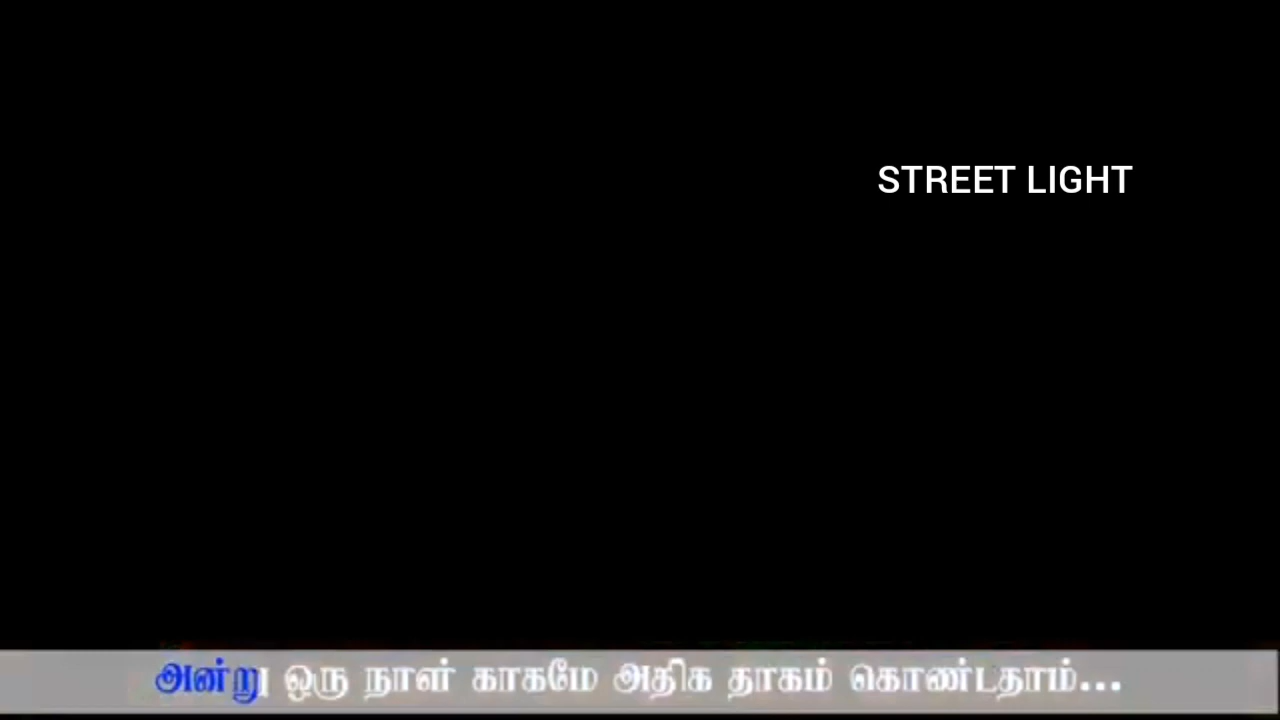 STREET LIGHT
அன்று ஒரு நாள் காகமே அதிக தாகம் கொண்டதாம்...